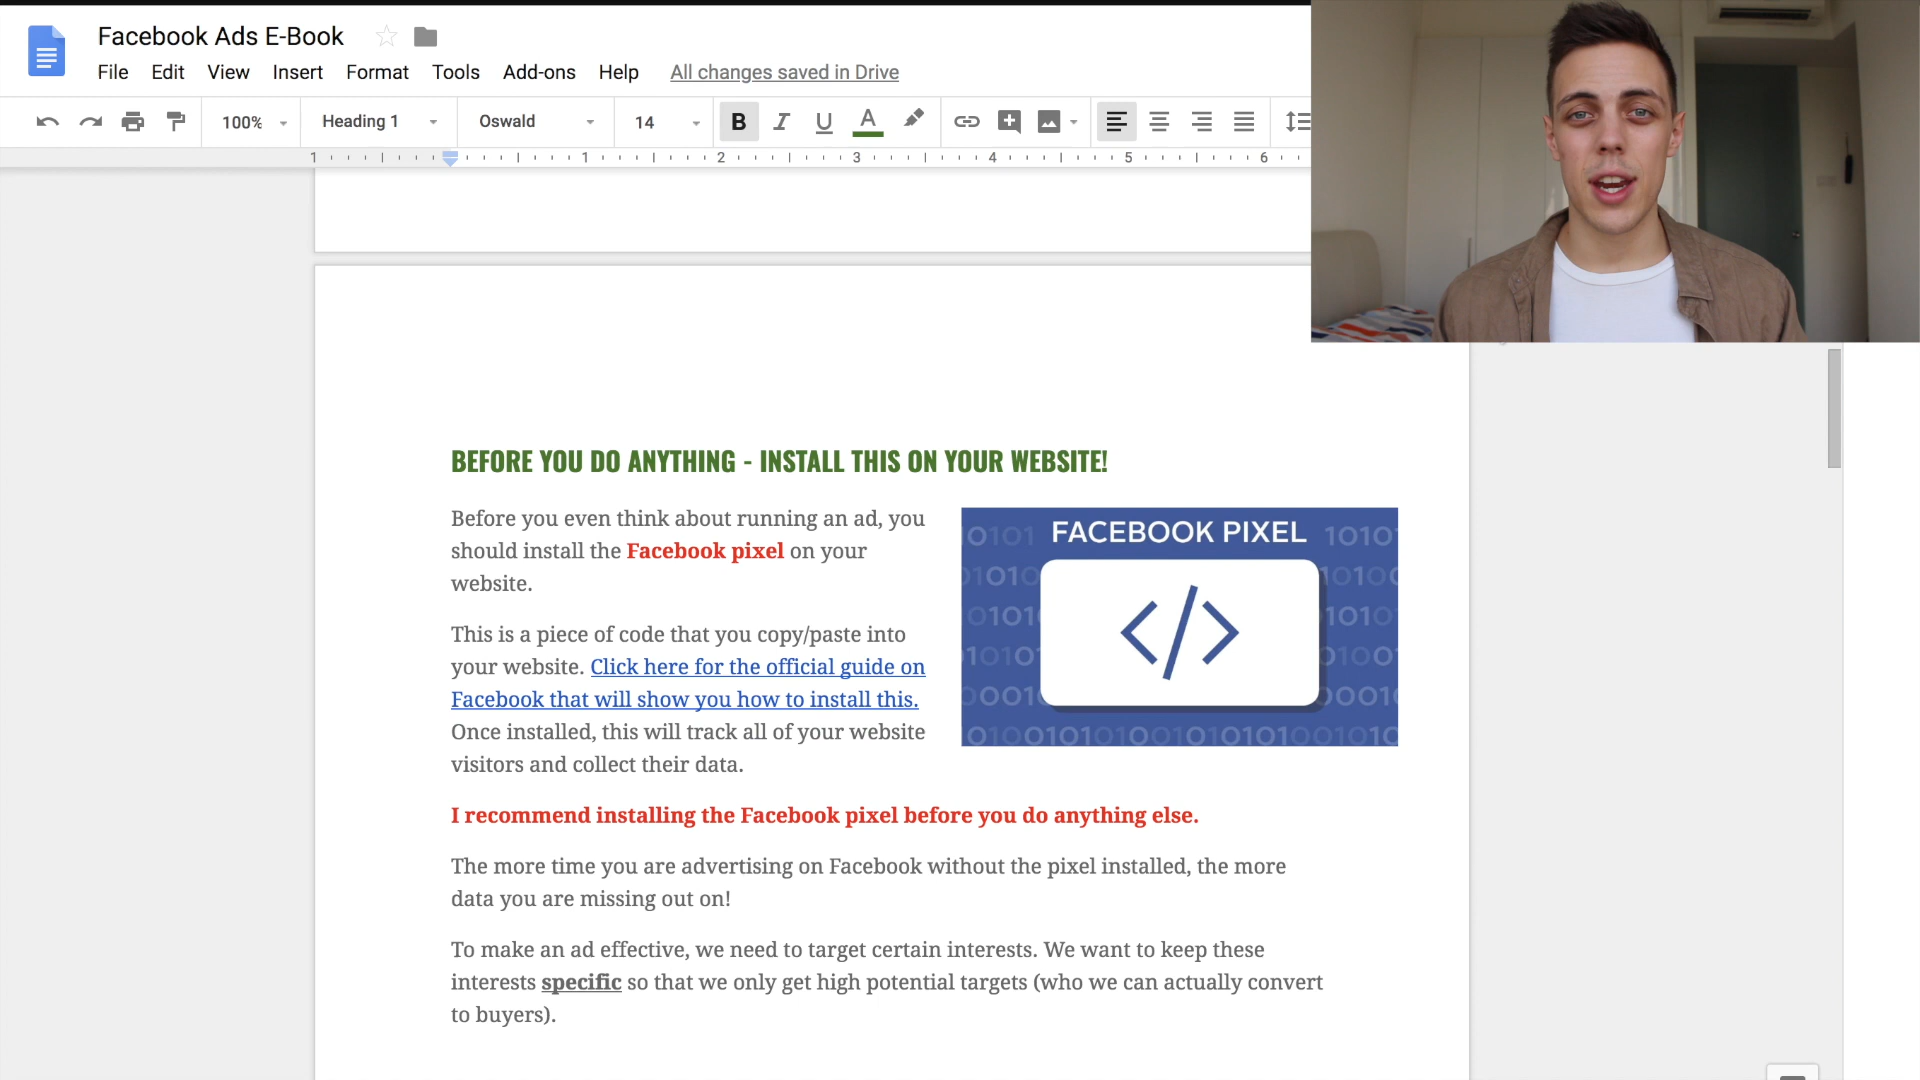 Facebook Ads E-Book
File Edit View Insert Format Tools Add-ons Help All changes saved in Drive
100% Heading 1 Oswald 14 B I U A
1 1 2 3 4 5 6
BEFORE YOU DO ANYTHING - INSTALL THIS ON YOUR WEBSITE!
Before you even think about running an ad, you
should install the Facebook pixel on your
website.
This is a piece of code that you copy/paste into
your website. Click here for the official guide on
Facebook that will show you how to install this.
Once installed, this will track all of your website
visitors and collect their data.
FACEBOOK PIXEL
</>
I recommend installing the Facebook pixel before you do anything else.
The more time you are advertising on Facebook without the pixel installed, the more
data you are missing out on!
To make an ad effective, we need to target certain interests. We want to keep these
interests specific so that we only get high potential targets (who we can actually convert
to buyers).